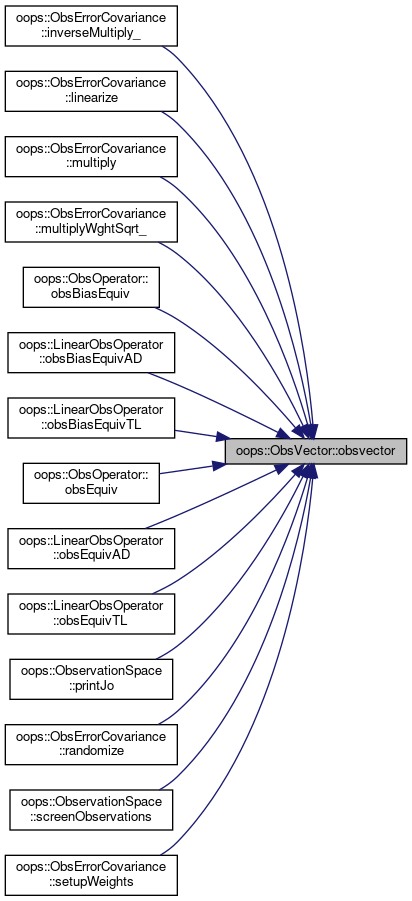 oops::ObsErrorCovariance
::inverseMultiply_
oops::ObsErrorCovariance
::linearize
oops::ObsErrorCovariance
::multiply
oops::ObsErrorCovariance
::multiplyWghtSqrt_
oops::ObsOperator::
obsBiasEquiv
oops::LinearObsOperator
::obsBiasEquivAD
oops::LinearObsOperator
::obsBiasEquivTL
oops::ObsVector::obsvector
oops::ObsOperator::
obsEquiv
oops::LinearObsOperator
::obsEquivAD
oops::LinearObsOperator
::obsEquivTL
oops::ObservationSpace
::printJo
oops::ObsErrorCovariance
::randomize
oops::ObservationSpace
::screenObservations
oops::ObsErrorCovariance
::setupWeights